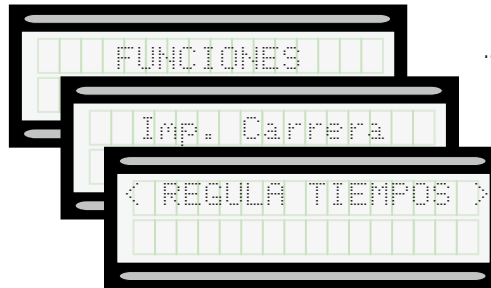 FUNCIONES
Imp. Carrera
< REGULA TIEMPOS >